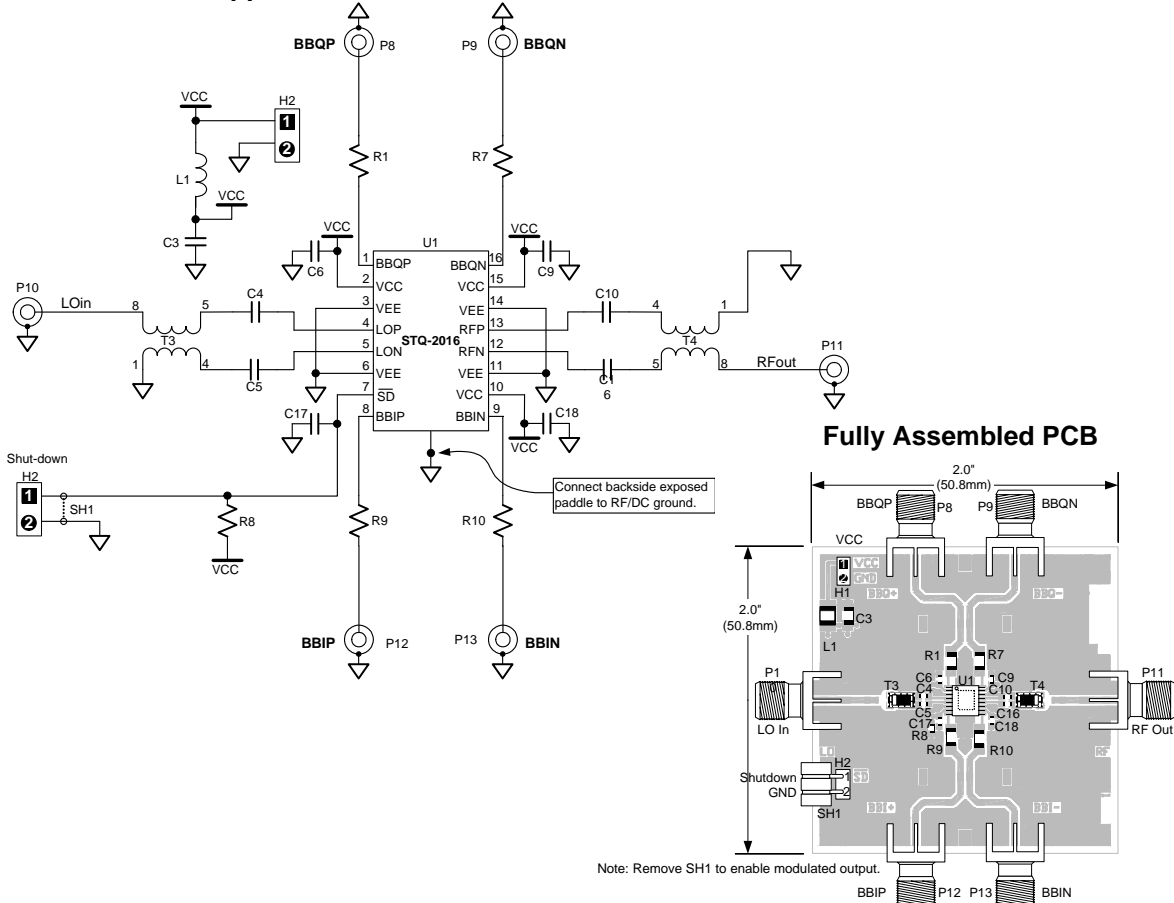 BBQP P8 P9 BBQN
VCC
H2
1
2
R1 R7
L1
VCC
C3
VCC U1 VCC
C6 C9
1 BBQP BBQN 16
2 VCC VCC 15
3 VEE VEE 14
4 LOP RFP 13
STQ-2016
5 LON RFN 12
6 VEE VEE 11
7 SD VCC 10
8 BBIP BBIN 9
P10
LOin 8 5 C4
T3
1 4 C5
C10 4 1
T4
C1
6
5 8 RFout P11
C17 C18
VCC
Shut-down
H2
1
2
SH1
R8
VCC
R9 R10
Connect backside exposed
paddle to RF/DC ground.
BBIP P12 P13 BBIN
Fully Assembled PCB
2.0"
(50.8mm)
BBQP P8 P9 BBQN
VCC
1 VCC
2 GND
H1
BBQ+ BBQ-
2.0"
(50.8mm)
C3
L1
R1 R7
P1
0
P11
C6 U1 C9
T3 C4 C10 T4
C5 C16
C17 C18
R8
R9 R10
LO In RF Out
LO RF
H2
Shutdown 1 SD
GND 2
SH1
BBI+ BBI-
Note: Remove SH1 to enable modulated output.
BBIP P12 P13 BBIN